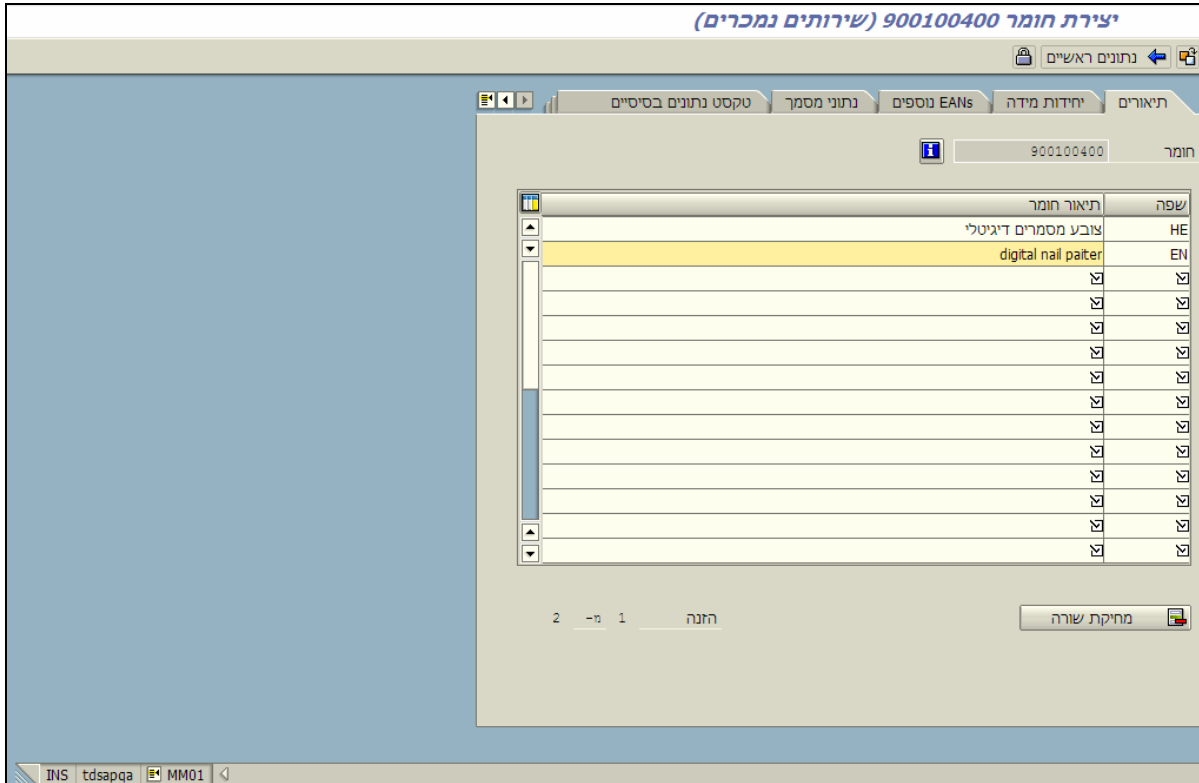 יצירת חומר 900100400 (שירותים נמכרים)
נתונים ראשיים
תיאורים יחידות מידה EANs נוספים נתוני מסמך טקסט נתונים בסיסיים
חומר 900100400
שפה תיאור חומר
HE צובע מסמרים דיגיטלי
EN digital nail paiter
מחיקת שורה הזנה 1 מ- 2
INS tdsapqa MM01